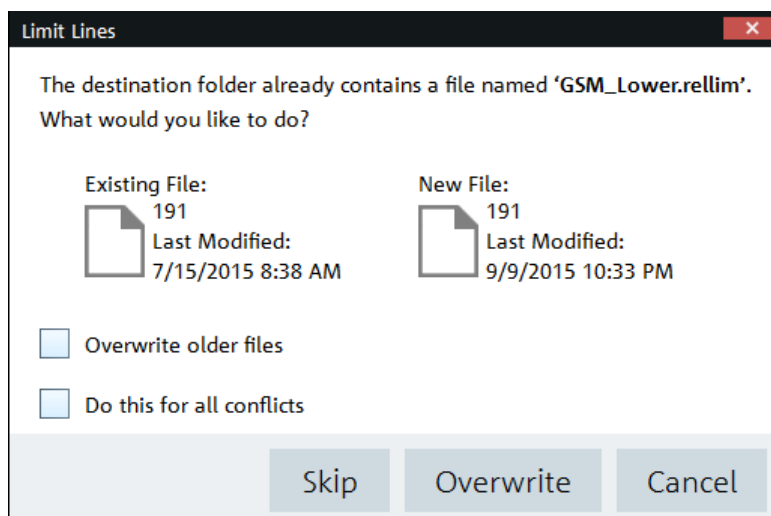 Limit Lines
The destination folder already contains a file named ‘GSM_Lower.rellim’.
What would you like to do?
Existing File:
191
Last Modified:
7/15/2015 8:38 AM
New File:
191
Last Modified:
9/9/2015 10:33 PM
Overwrite older files
Do this for all conflicts
Skip
Overwrite
Cancel